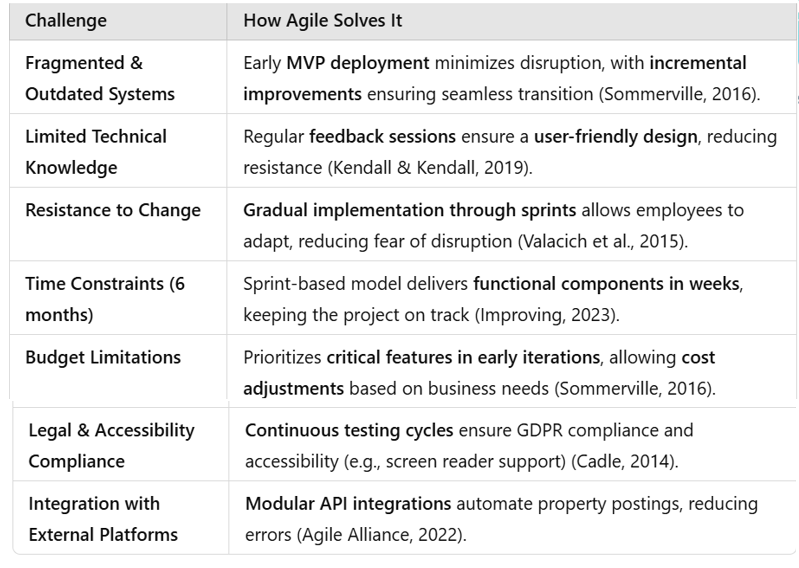 Challenge
How Agile Solves It
Fragmented &
Outdated Systems
Early MVP deployment minimizes disruption, with incremental
improvements ensuring seamless transition (Sommerville, 2016).
Limited Technical
Knowledge
Regular feedback sessions ensure a user-friendly design, reducing
resistance (Kendall & Kendall, 2019).
Resistance to Change
Gradual implementation through sprints allows employees to
adapt, reducing fear of disruption (Valacich et al., 2015).
Time Constraints (6
months)
Sprint-based model delivers functional components in weeks,
keeping the project on track (Improving, 2023).
Budget Limitations
Prioritizes critical features in early iterations, allowing cost
adjustments based on business needs (Sommerville, 2016).
Legal & Accessibility
Compliance
Continuous testing cycles ensure GDPR compliance and
accessibility (e.g., screen reader support) (Cadle, 2014).
Integration with
External Platforms
Modular API integrations automate property postings, reducing
errors (Agile Alliance, 2022).